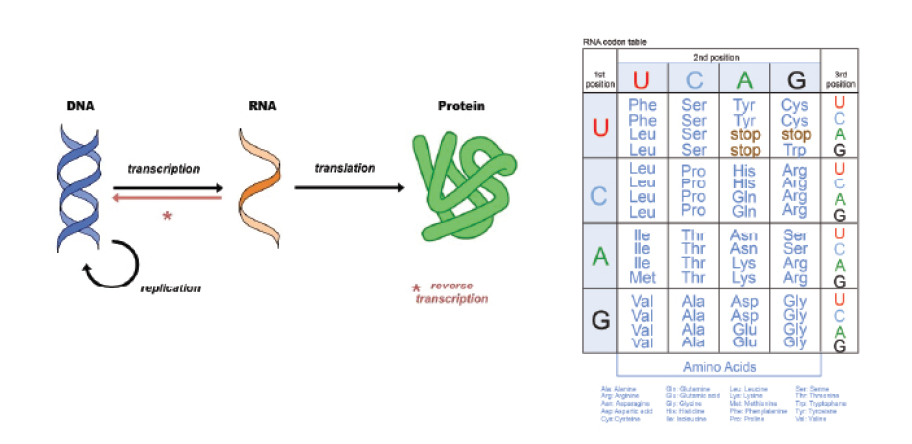 DNA
RNA
Protein
transcription
translation
*
replication
* reverse
transcription
RNA codon table
2nd position
1st
position
U C A G
3rd
position
U
Phe Ser Tyr Cys U
Phe Ser Tyr Cys C
Leu Ser stop stop A
Leu Ser stop Trp G
C
Leu Pro His Arg U
Leu Pro His Arg C
Leu Pro Gln Arg A
Leu Pro Gln Arg G
A
Ile Thr Asn Ser U
Ile Thr Asn Ser C
Ile Thr Lys Arg A
Met Thr Lys Arg G
G
Val Ala Asp Gly U
Val Ala Asp Gly C
Val Ala Glu Gly A
Val Ala Glu Gly G
Amino Acids
Ala: Alanine
Arg: Arginine
Asn: Asparagine
Asp: Aspartic acid
Cys: Cysteine
Gln: Glutamine
Glu: Glutamic acid
Gly: Glycine
His: Histidine
Ile: Isoleucine
Leu: Leucine
Lys: Lysine
Met: Methionine
Phe: Phenylalanine
Pro: Proline
Ser: Serine
Thr: Threonine
Trp: Tryptophane
Tyr: Tyrosine
Val: Valine